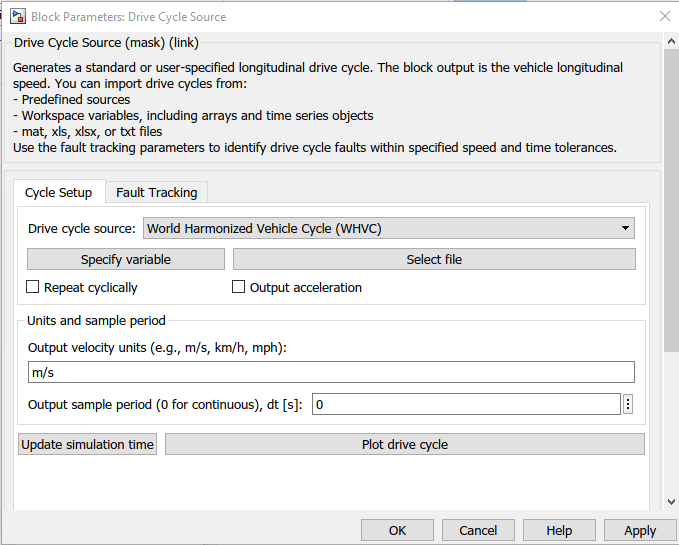 Block Parameters: Drive Cycle Source
Drive Cycle Source (mask) (link)
Generates a standard or user-specified longitudinal drive cycle. The block output is the vehicle longitudinal
speed. You can import drive cycles from:
- Predefined sources
- Workspace variables, including arrays and time series objects
- mat, xls, xlsx, or txt files
Use the fault tracking parameters to identify drive cycle faults within specified speed and time tolerances.
Cycle Setup Fault Tracking
Drive cycle source: World Harmonized Vehicle Cycle (WHVC)
Specify variable Select file
Repeat cyclically Output acceleration
Units and sample period
Output velocity units (e.g., m/s, km/h, mph):
m/s
Output sample period (0 for continuous), dt [s]: 0
Update simulation time Plot drive cycle
OK Cancel Help Apply